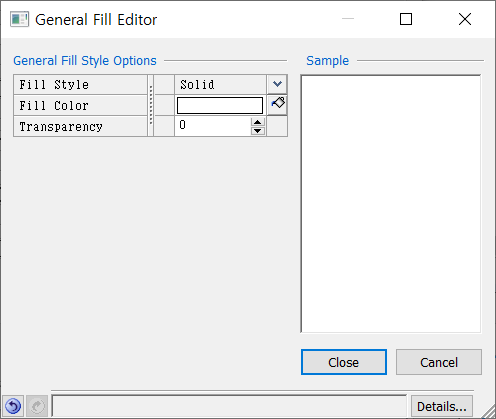 General Fill Editor
General Fill Style Options
Sample
Fill Style Solid
Fill Color
Transparency 0
Close Cancel
Details...